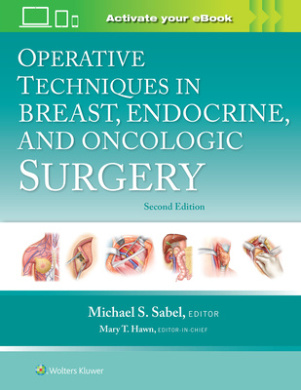 Activate your eBook
OPERATIVE
TECHNIQUES IN
BREAST, ENDOCRINE,
AND ONCOLOGIC
SURGERY
Second Edition
Michael S. Sabel, EDITOR
Mary T. Hawn, EDITOR-IN-CHIEF
Wolters Kluwer